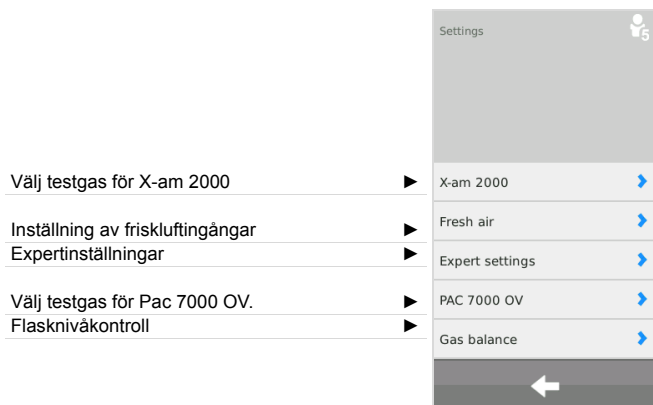 Settings
5
Välj testgas för X-am 2000 ►
X-am 2000
Inställning av friskluftingångar ►
Fresh air
Expertinställningar ►
Expert settings
Välj testgas för Pac 7000 OV. ►
PAC 7000 OV
Flasknivåkontroll ►
Gas balance